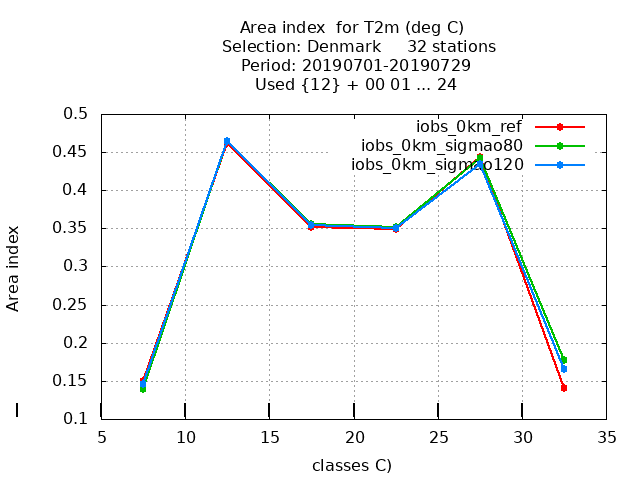 Area index  for T2m (deg C)
Selection: Denmark     32 stations
Period: 20190701-20190729
Used {12} + 00 01 ... 24
iobs_0km_ref
iobs_0km_sigmao80
iobs_0km_sigmao120
0.5
0.45
0.4
0.35
0.3
0.25
0.2
0.15
0.1
Area index
5
10
15
20
25
30
35
classes C)